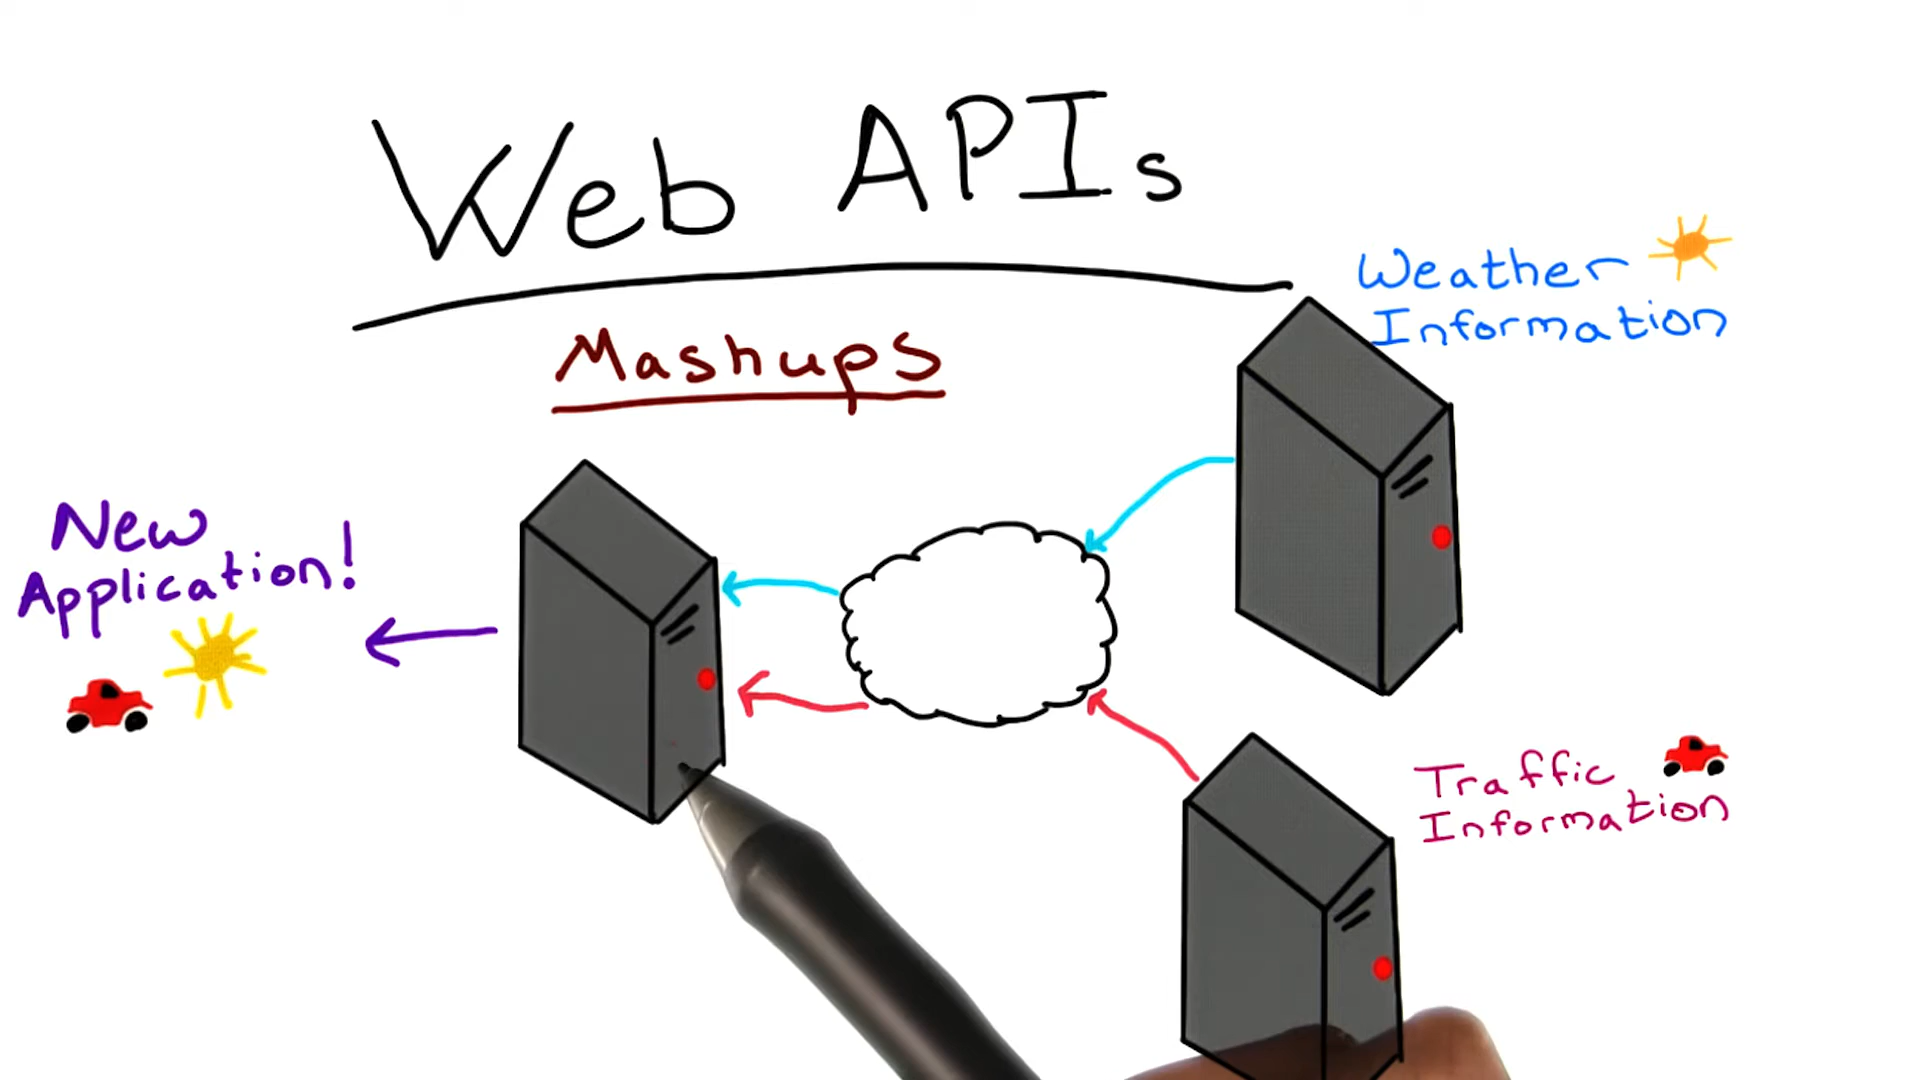 Web APIs
Mashups
Weather
Information
New
Application!
Traffic
Information